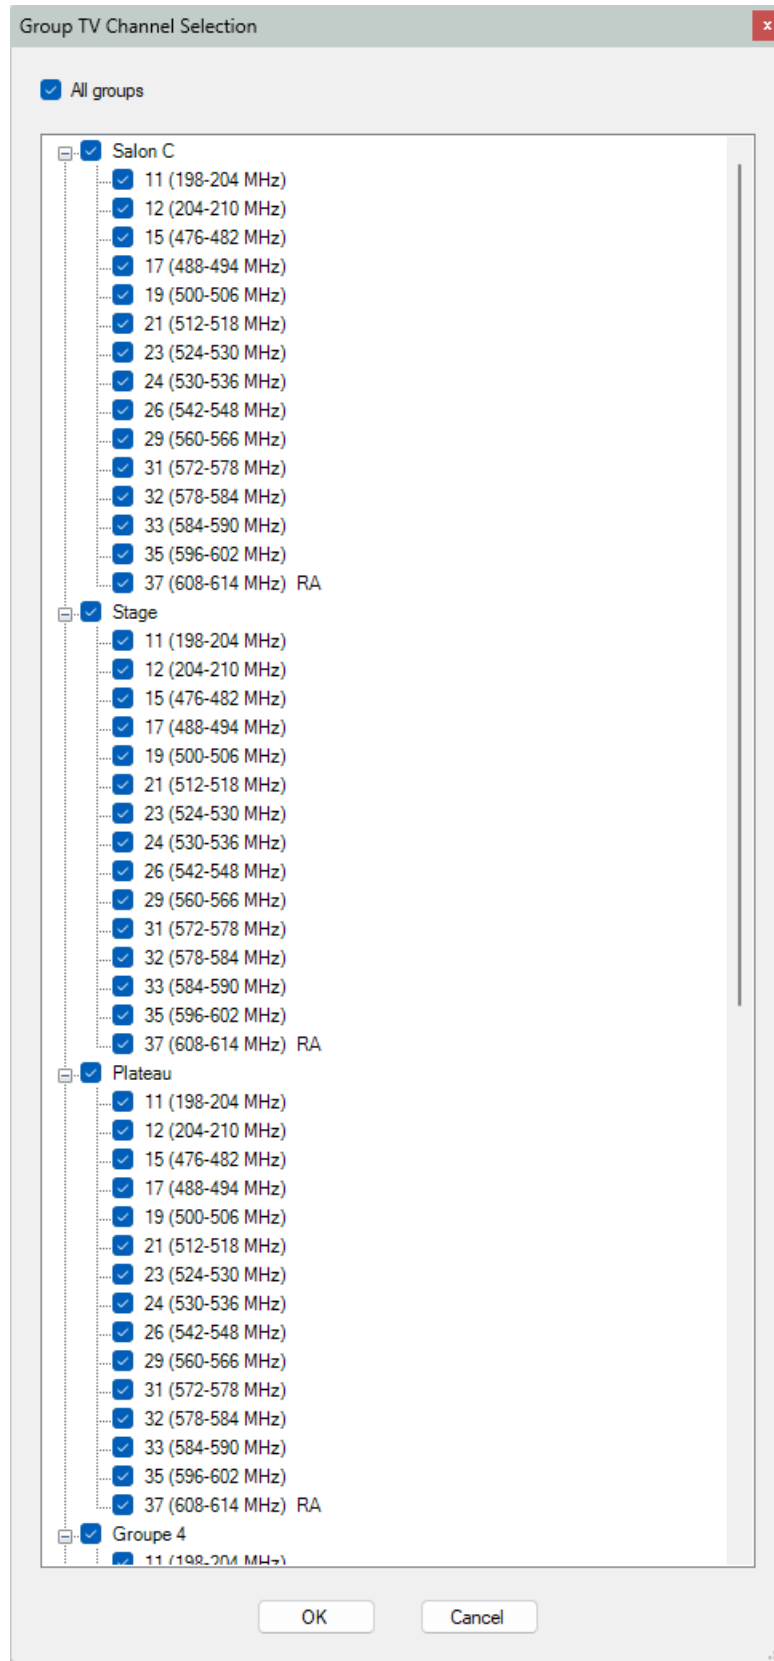 Group TV Channel Selection
x
All groups
Salon C
11 (198-204 MHz)
12 (204-210 MHz)
15 (476-482 MHz)
17 (488-494 MHz)
19 (500-506 MHz)
21 (512-518 MHz)
23 (524-530 MHz)
24 (530-536 MHz)
26 (542-548 MHz)
29 (560-566 MHz)
31 (572-578 MHz)
32 (578-584 MHz)
33 (584-590 MHz)
35 (596-602 MHz)
37 (608-614 MHz) RA
Stage
11 (198-204 MHz)
12 (204-210 MHz)
15 (476-482 MHz)
17 (488-494 MHz)
19 (500-506 MHz)
21 (512-518 MHz)
23 (524-530 MHz)
24 (530-536 MHz)
26 (542-548 MHz)
29 (560-566 MHz)
31 (572-578 MHz)
32 (578-584 MHz)
33 (584-590 MHz)
35 (596-602 MHz)
37 (608-614 MHz) RA
Plateau
11 (198-204 MHz)
12 (204-210 MHz)
15 (476-482 MHz)
17 (488-494 MHz)
19 (500-506 MHz)
21 (512-518 MHz)
23 (524-530 MHz)
24 (530-536 MHz)
26 (542-548 MHz)
29 (560-566 MHz)
31 (572-578 MHz)
32 (578-584 MHz)
33 (584-590 MHz)
35 (596-602 MHz)
37 (608-614 MHz) RA
Groupe 4
11 (198-204 MHz)
OK
Cancel